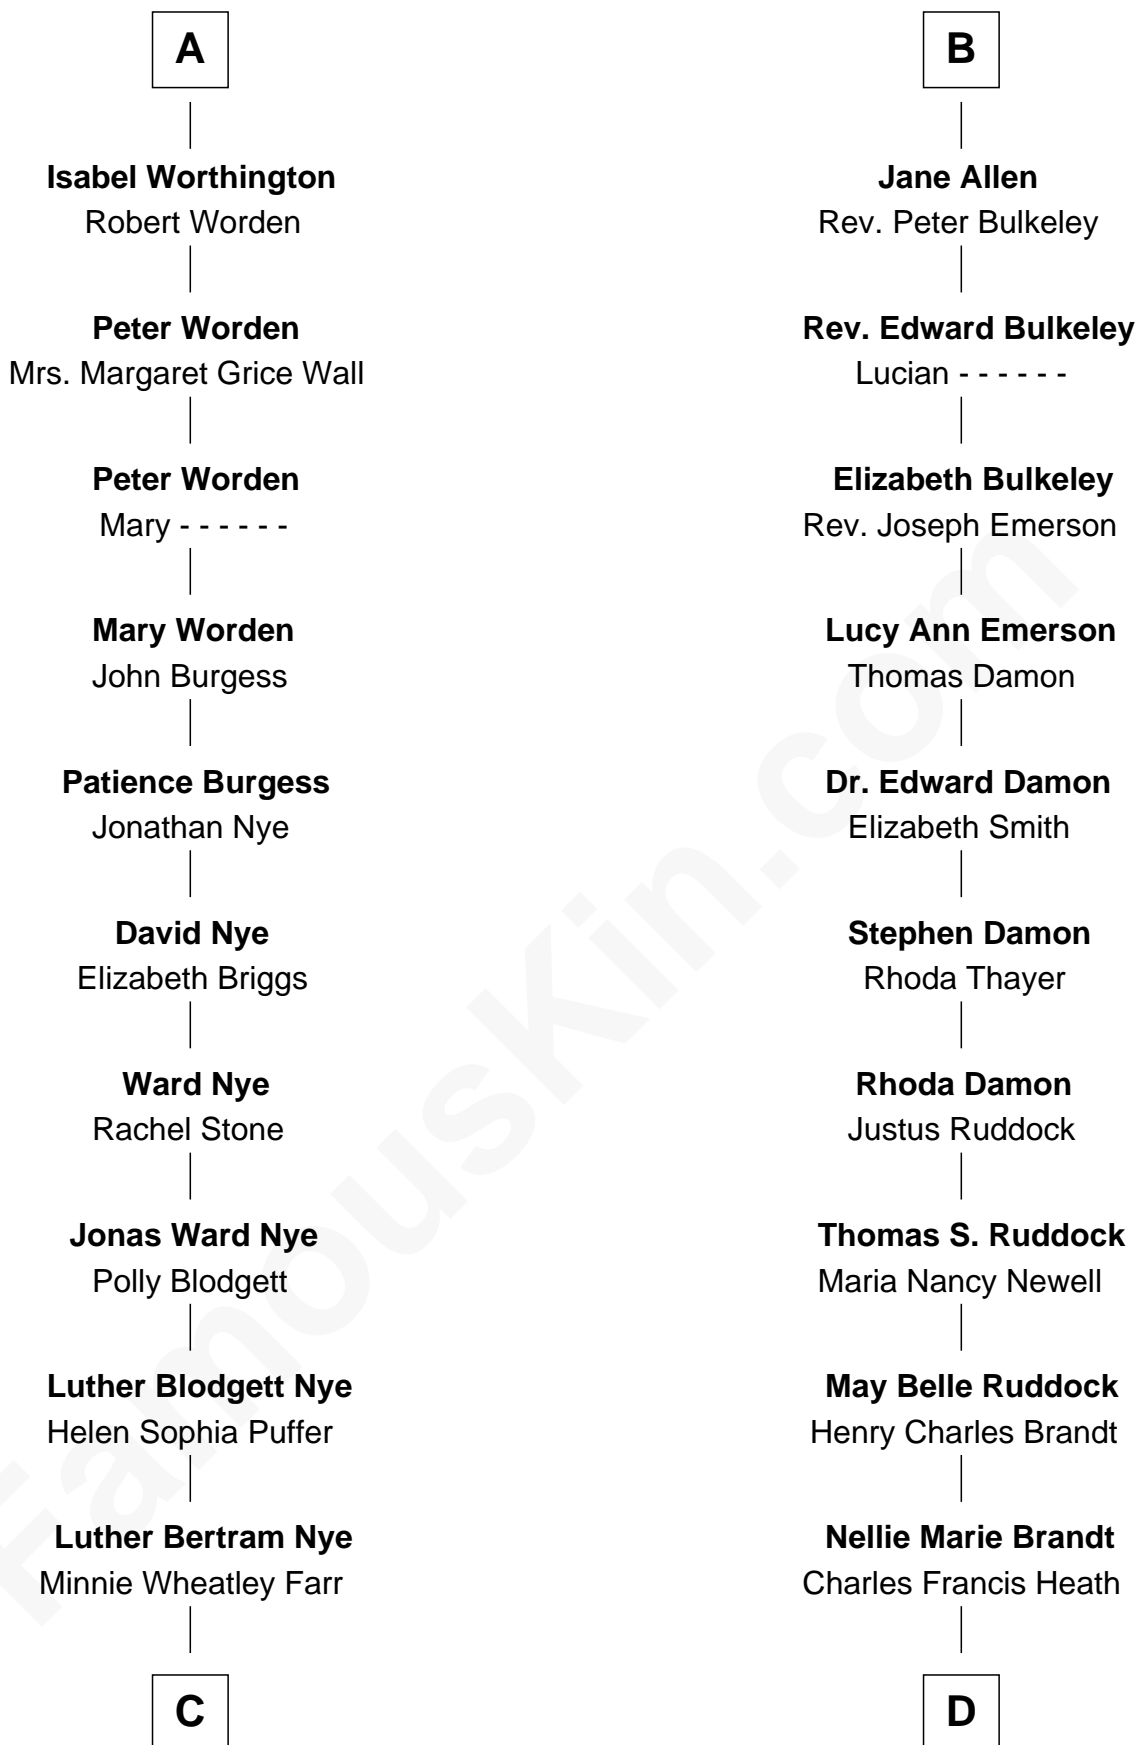 A
Isabel Worthington
Robert Worden
Peter Worden
Mrs. Margaret Grice Wall
Peter Worden
Mary - - - - - -
Mary Worden
John Burgess
Patience Burgess
Jonathan Nye
David Nye
Elizabeth Briggs
Ward Nye
Rachel Stone
Jonas Ward Nye
Polly Blodgett
Luther Blodgett Nye
Helen Sophia Puffer
Luther Bertram Nye
Minnie Wheatley Farr
C
B
Jane Allen
Rev. Peter Bulkeley
Rev. Edward Bulkeley
Lucian - - - - - -
Elizabeth Bulkeley
Rev. Joseph Emerson
Lucy Ann Emerson
Thomas Damon
Dr. Edward Damon
Elizabeth Smith
Stephen Damon
Rhoda Thayer
Rhoda Damon
Justus Ruddock
Thomas S. Ruddock
Maria Nancy Newell
May Belle Ruddock
Henry Charles Brandt
Nellie Marie Brandt
Charles Francis Heath
D
FamousKin.com